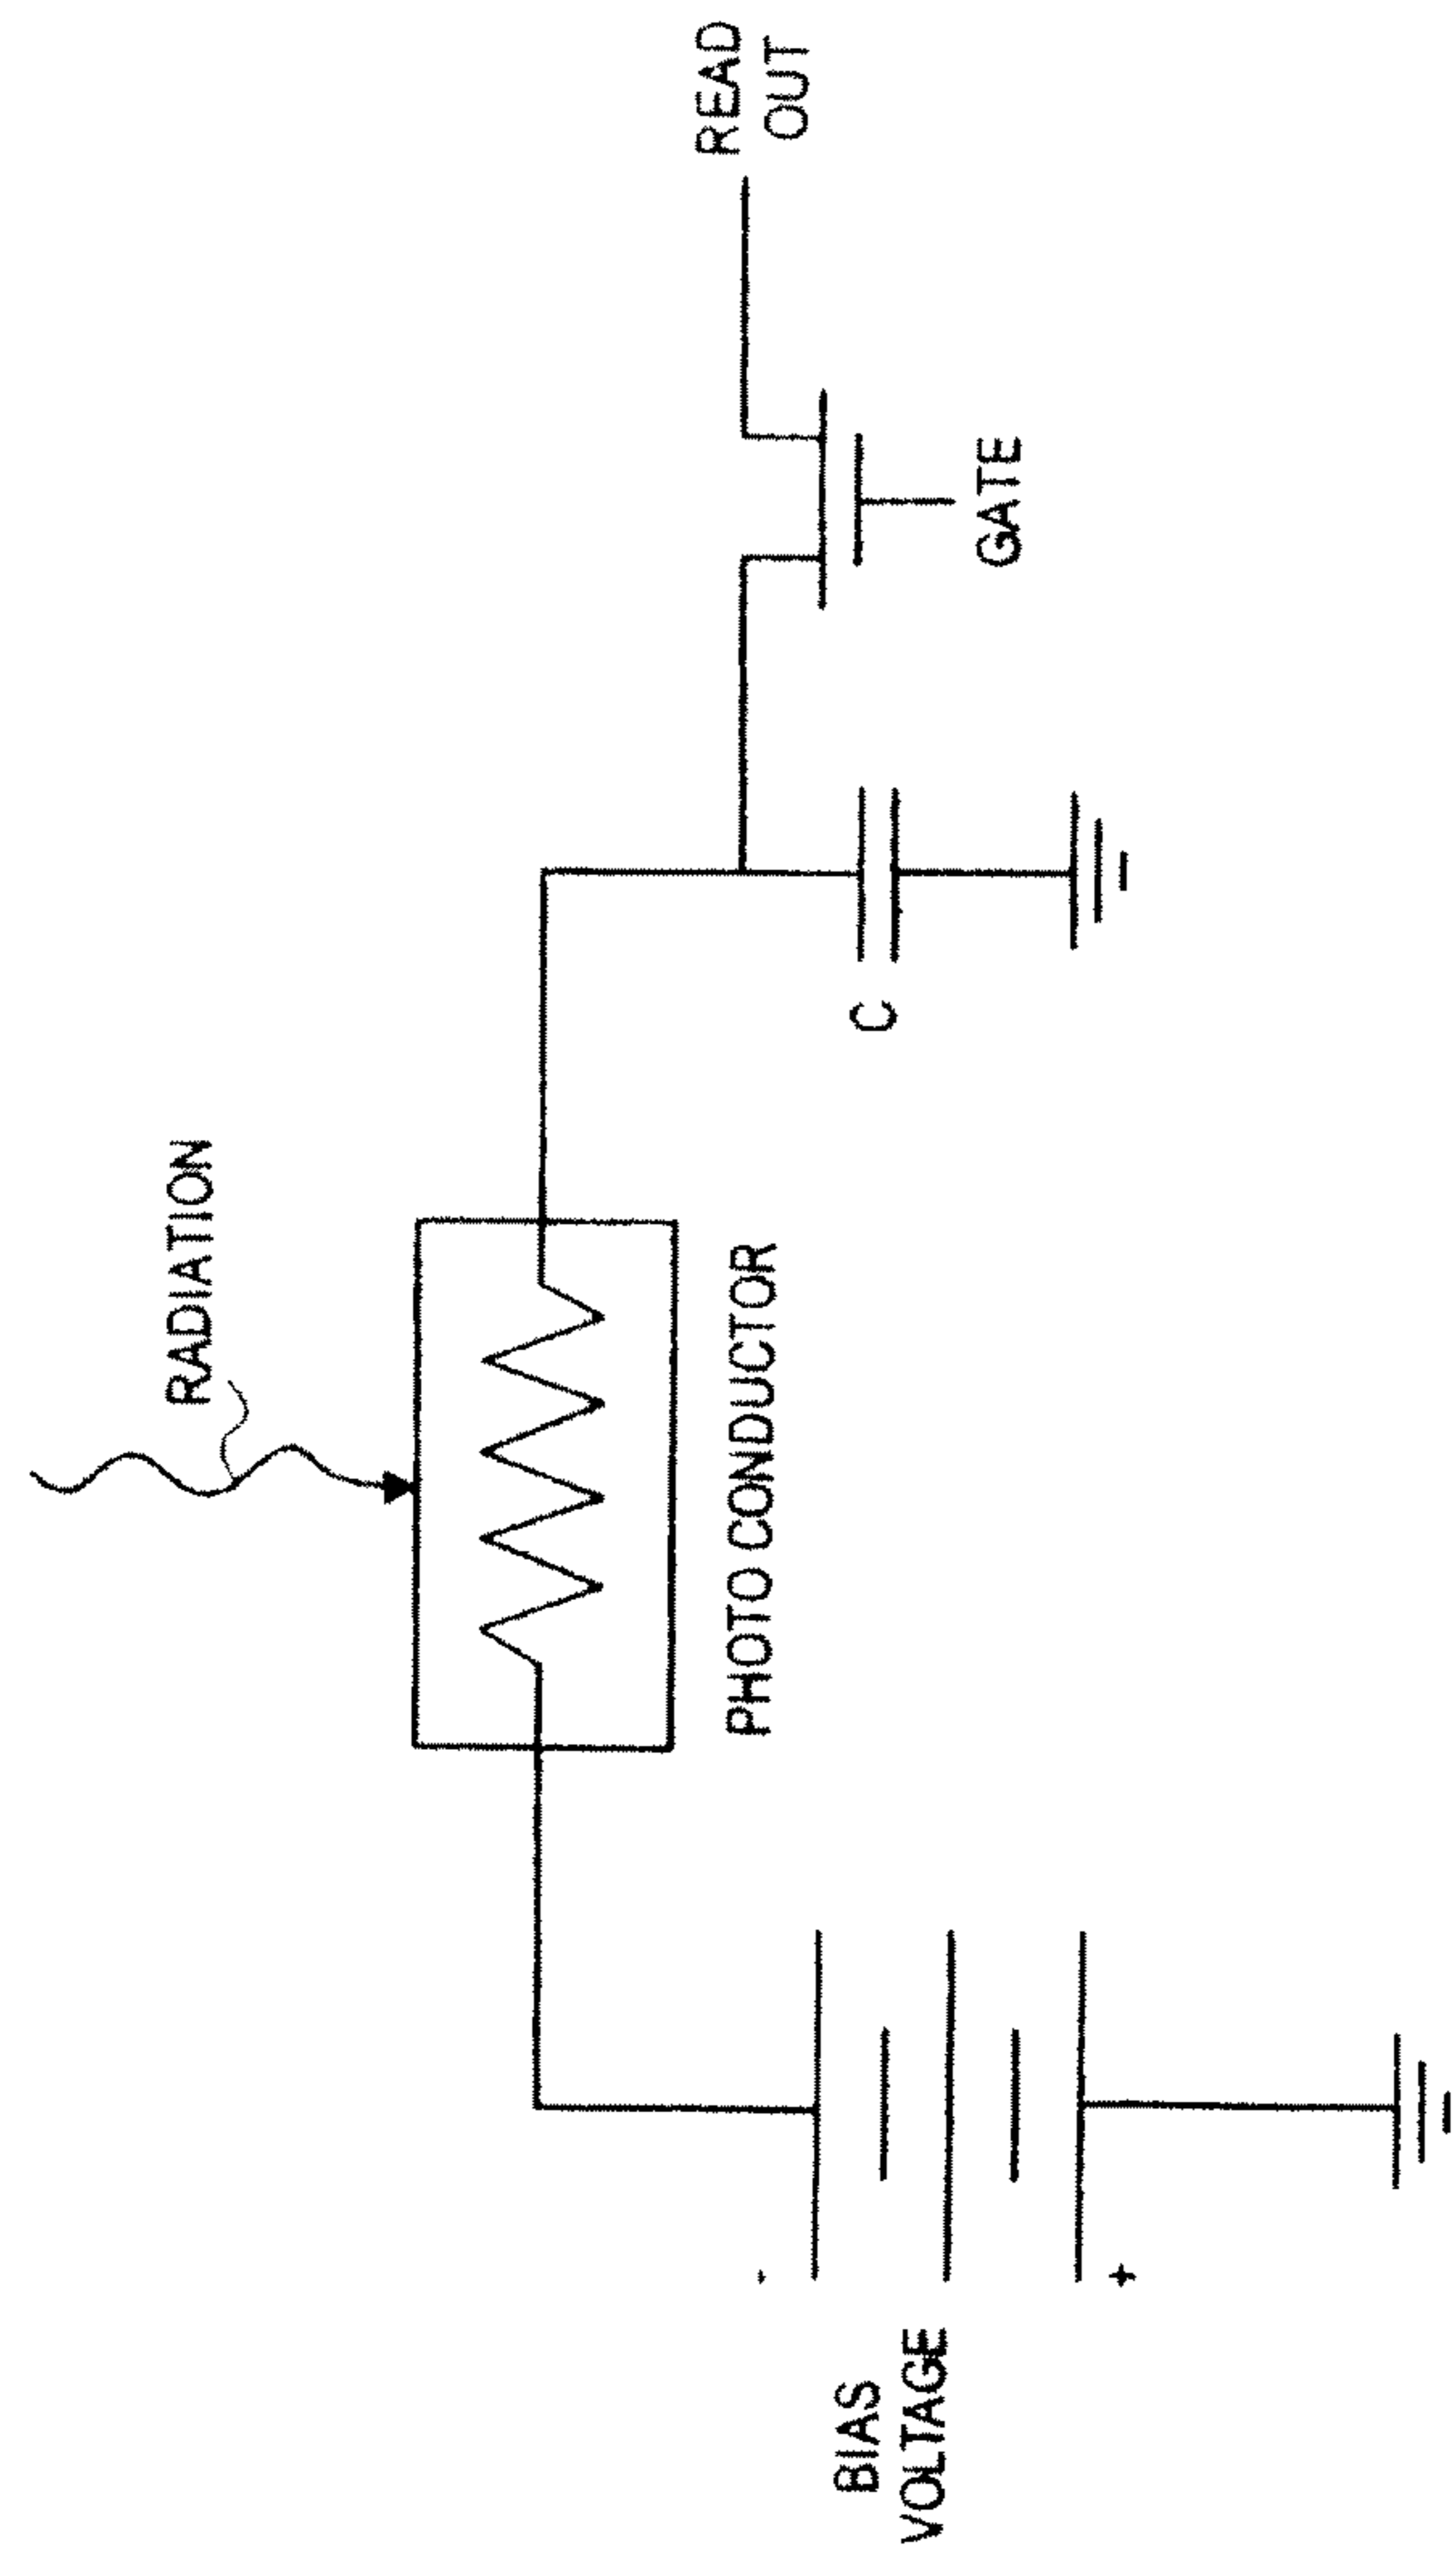 RADIATION
READ
OUT
PHOTO CONDUCTOR
C
GATE
-
BIAS
VOLTAGE
+